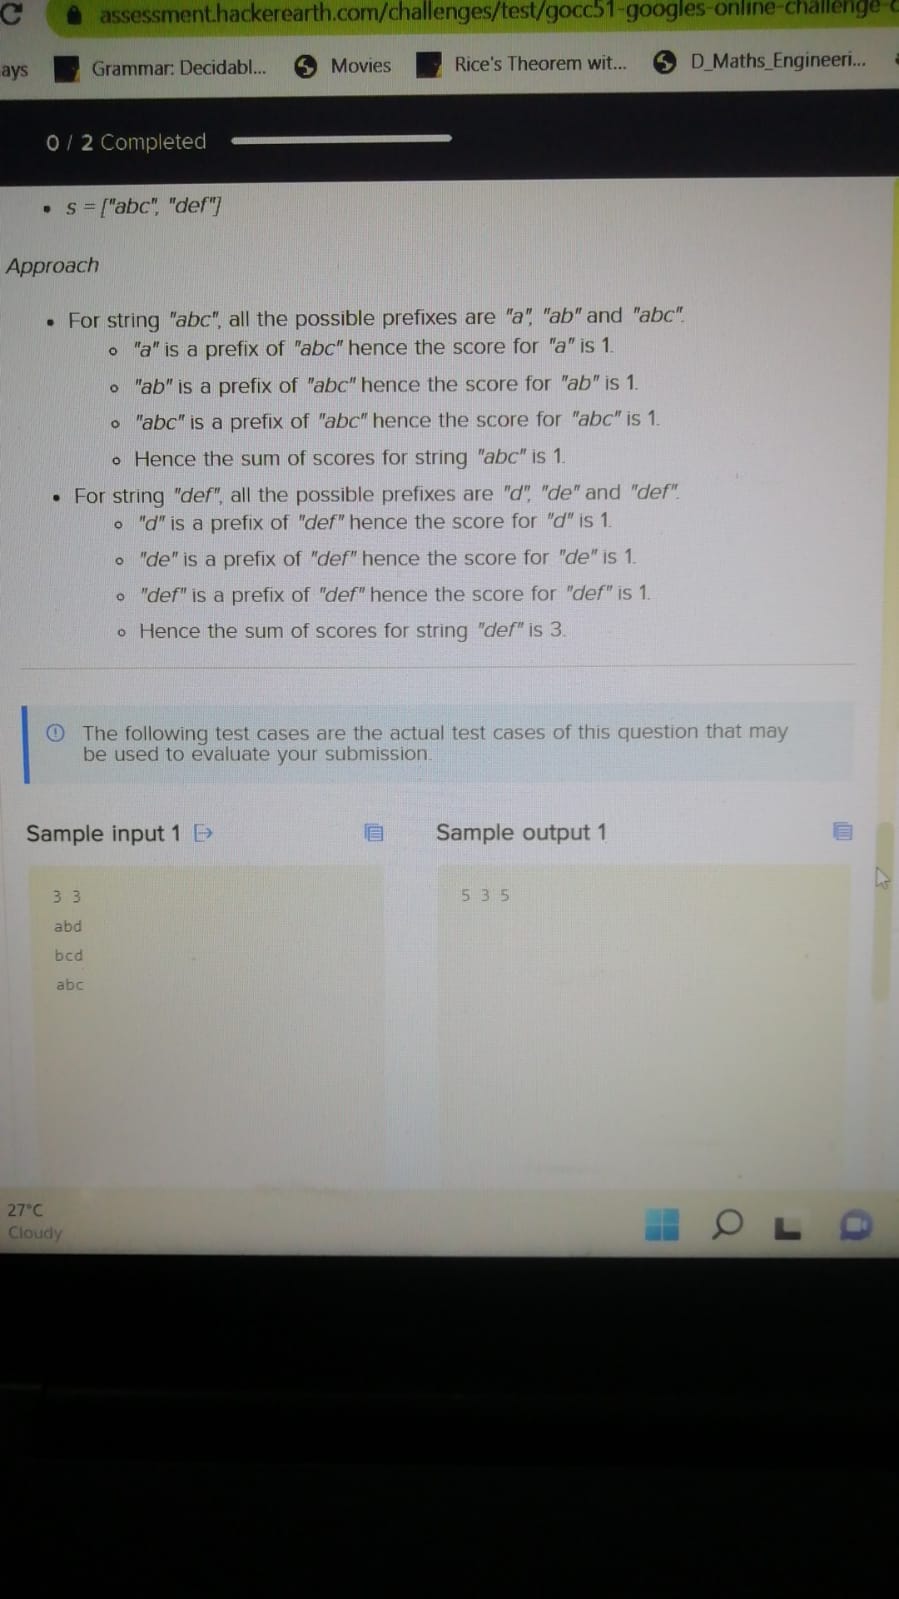 assessment.hackerearth.com/challenges/test/gocc51-googles-online-challenge-
ays Grammar: Decidabl... Movies Rice's Theorem wit... D_Maths_Engineeri...
0 / 2 Completed
• s = ["abc", "def"]
Approach
• For string "abc", all the possible prefixes are "a", "ab" and "abc".
"a" is a prefix of "abc" hence the score for "a" is 1.
"ab" is a prefix of "abc" hence the score for "ab" is 1.
"abc" is a prefix of "abc" hence the score for "abc" is 1.
Hence the sum of scores for string "abc" is 1.
• For string "def", all the possible prefixes are "d", "de" and "def".
"d" is a prefix of "def" hence the score for "d" is 1.
"de" is a prefix of "def" hence the score for "de" is 1.
"def" is a prefix of "def" hence the score for "def" is 1.
Hence the sum of scores for string "def" is 3.
The following test cases are the actual test cases of this question that may
be used to evaluate your submission.
Sample input 1 Sample output 1
3 3 5 3 5
abd
bcd
abc
27°C
Cloudy